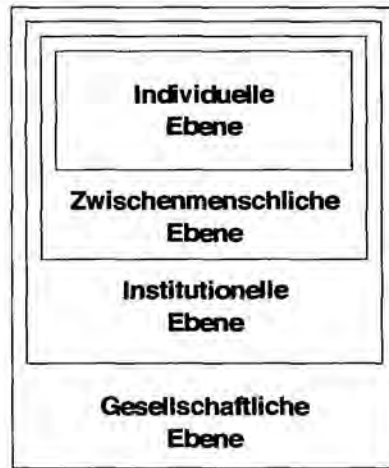 Individuelle
Ebene
Zwischenmenschliche
Ebene
Institutionelle
Ebene
Gesellschaftliche
Ebene